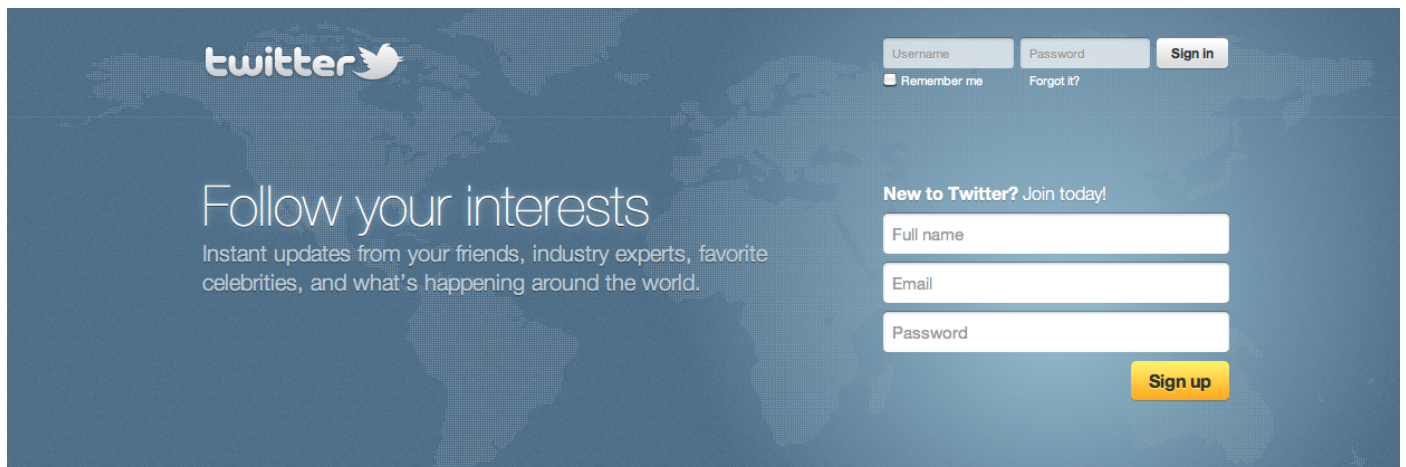 twitter
Username
Password
Sign in
Remember me
Forgot it?
Follow your interests
Instant updates from your friends, industry experts, favorite
celebrities, and what's happening around the world.
New to Twitter? Join today!
Full name
Email
Password
Sign up